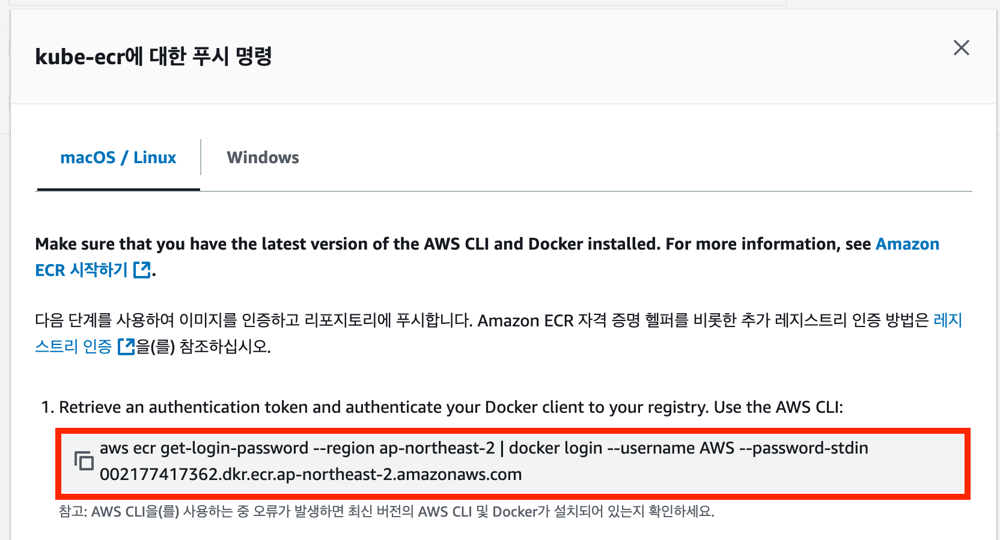 kube-ecr에 대한 푸시 명령
macOS / Linux
Windows
Make sure that you have the latest version of the AWS CLI and Docker installed. For more information, see Amazon
ECR 시작하기.
다음 단계를 사용하여 이미지를 인증하고 리포지토리에 푸시합니다. Amazon ECR 자격 증명 헬퍼를 비롯한 추가 레지스트리 인증 방법은 레지
스트리 인증을(를) 참조하십시오.
1. Retrieve an authentication token and authenticate your Docker client to your registry. Use the AWS CLI:
aws ecr get-login-password --region ap-northeast-2 | docker login --username AWS --password-stdin
002177417362.dkr.ecr.ap-northeast-2.amazonaws.com
참고: AWS CLI을(를) 사용하는 중 오류가 발생하면 최신 버전의 AWS CLI 및 Docker가 설치되어 있는지 확인하세요.